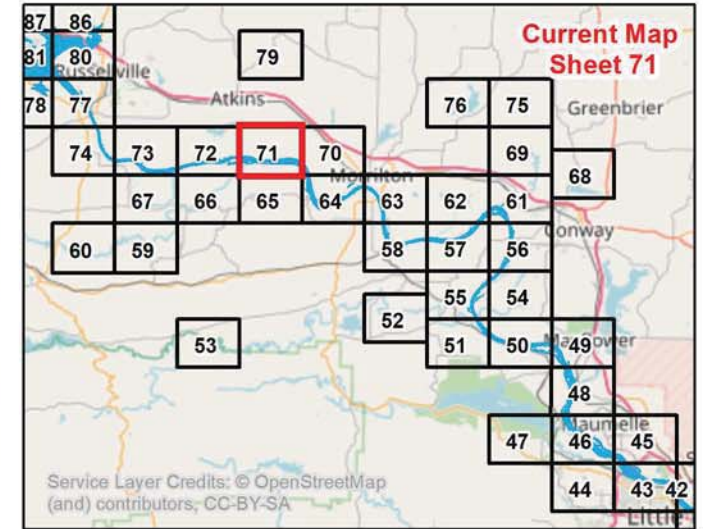 87 86
Current Map
Sheet 71
81 80
79
Russellville
78 77
Atkins
76 75
Greenbrier
74 73 72 71 70
69
68
Morrilton
67 66 65 64 63 62 61
Conway
60 59
58 57 56
55 54
52
53
51 50 49
48
Maumelle
47 46 45
Service Layer Credits: © OpenStreetMap
(and) contributors, CC-BY-SA
44 43 42
Little